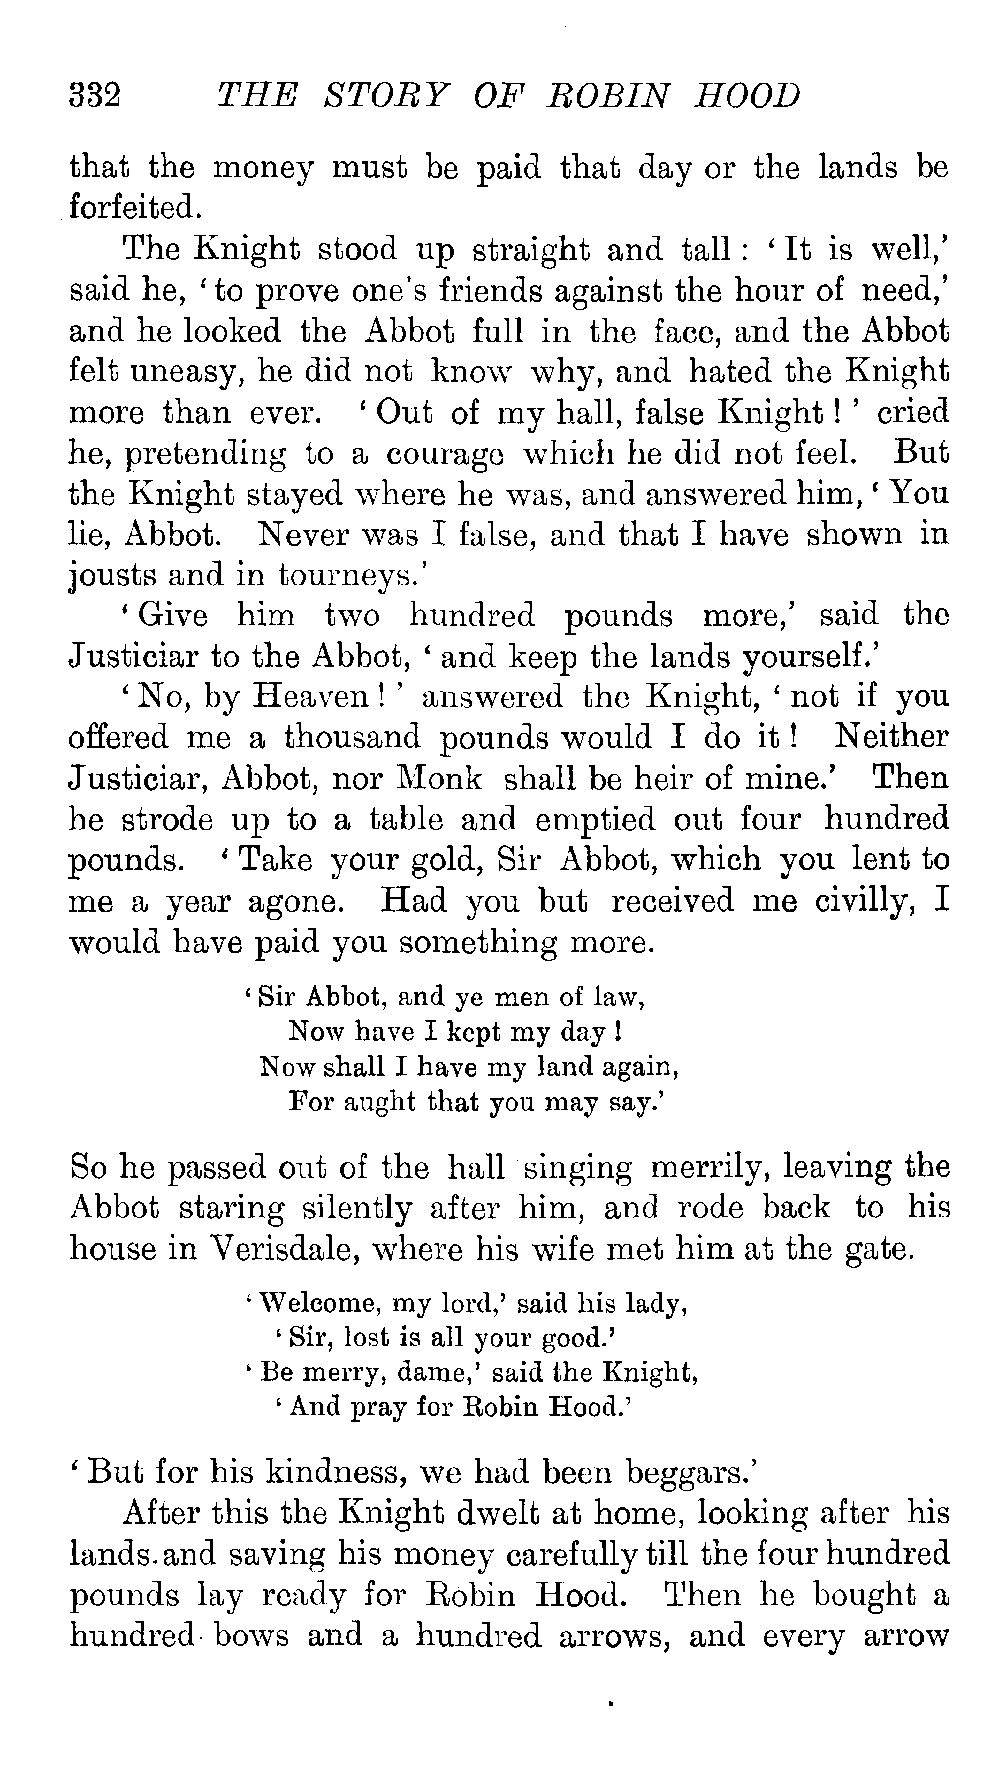 332 THE STORY OF ROBIN HOOD
that the money must be paid that day or the lands be
forfeited.
The Knight stood up straight and tall : ‘ It is well,’
said he, ‘ to prove one’s friends against the hour of need,’
and he looked the Abbot full in the face, and the Abbot
felt uneasy, he did not know why, and hated the Knight
more than ever. ‘ Out of my hall, false Knight ! ’ cried
he, pretending to a courage which he did not feel. But
the Knight stayed where he was, and answered him, ‘ You
lie, Abbot. Never was I false, and that I have shown in
jousts and in tourneys.’
‘ Give him two hundred pounds more,’ said the
Justiciar to the Abbot, ‘ and keep the lands yourself.’
‘ No, by Heaven ! ’ answered the Knight, ‘ not if you
offered me a thousand pounds would I do it ! Neither
Justiciar, Abbot, nor Monk shall be heir of mine.’ Then
he strode up to a table and emptied out four hundred
pounds. ‘ Take your gold, Sir Abbot, which you lent to
me a year agone. Had you but received me civilly, I
would have paid you something more.
‘ Sir Abbot, and ye men of law,
Now have I kept my day !
Now shall I have my land again,
For aught that you may say.’
So he passed out of the hall singing merrily, leaving the
Abbot staring silently after him, and rode back to his
house in Verisdale, where his wife met him at the gate.
‘ Welcome, my lord,’ said his lady,
‘ Sir, lost is all your good.’
‘ Be merry, dame,’ said the Knight,
‘ And pray for Robin Hood.’
‘ But for his kindness, we had been beggars.’
After this the Knight dwelt at home, looking after his
lands and saving his money carefully till the four hundred
pounds lay ready for Robin Hood. Then he bought a
hundred bows and a hundred arrows, and every arrow